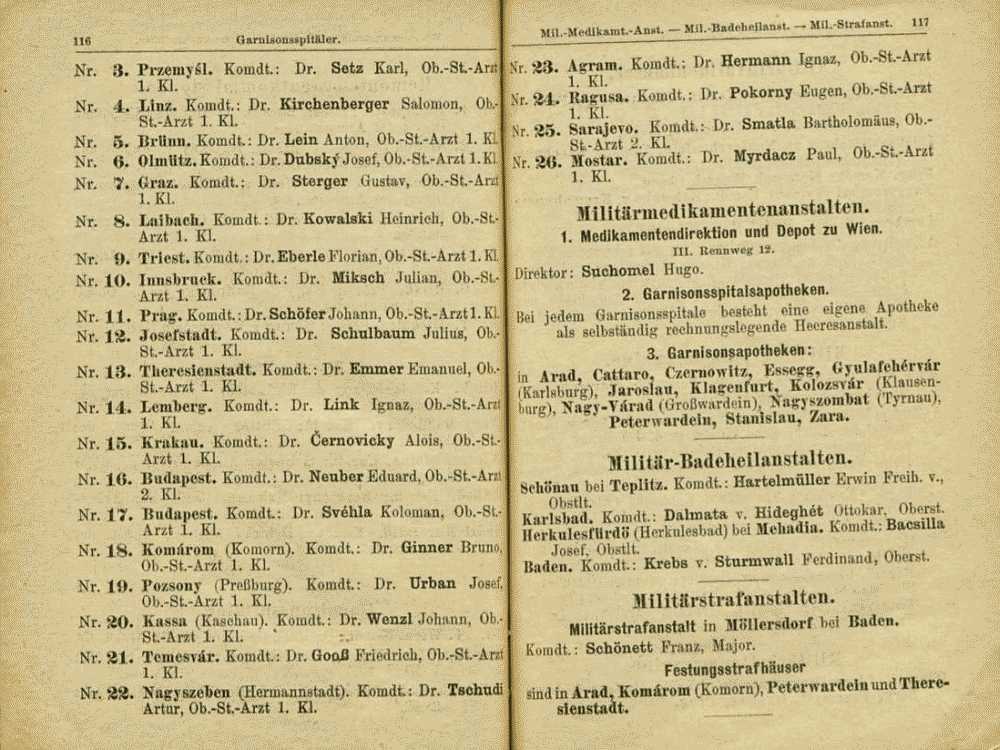 116
Garnisonsspitäler.
Nr. 3. Przemyśl. Komdt.: Dr. Setz Karl, Ob.-St.-Arzt
1. Kl.
Nr. 4. Linz. Komdt.: Dr. Kirchenberger Salomon, Ob.-
St.-Arzt 1. Kl.
Nr. 5. Brünn. Komdt.: Dr. Lein Anton, Ob.-St.-Arzt 1. Kl.
Nr. 6. Olmütz. Komdt.: Dr. Dubský Josef, Ob.-St.-Arzt 1. Kl.
Nr. 7. Graz. Komdt.: Dr. Sterger Gustav, Ob.-St.-Arzt
1. Kl.
Nr. 8. Laibach. Komdt.: Dr. Kowalski Heinrich, Ob.-St.-
Arzt 1. Kl.
Nr. 9. Triest. Komdt.: Dr. Eberle Florian, Ob.-St.-Arzt 1. Kl.
Nr. 10. Innsbruck. Komdt.: Dr. Miksch Julian, Ob.-St.-
Arzt 1. Kl.
Nr. 11. Prag. Komdt.: Dr. Schöfer Johann, Ob.-St.-Arzt 1. Kl.
Nr. 12. Josefstadt. Komdt.: Dr. Schulbaum Julius, Ob.-
St.-Arzt 1. Kl.
Nr. 13. Theresienstadt. Komdt.: Dr. Emmer Emanuel, Ob.-
St.-Arzt 1. Kl.
Nr. 14. Lemberg. Komdt.: Dr. Link Ignaz, Ob.-St.-Arzt
1. Kl.
Nr. 15. Krakau. Komdt.: Dr. Černovicky Alois, Ob.-St.-
Arzt 1. Kl.
Nr. 16. Budapest. Komdt.: Dr. Neuber Eduard, Ob.-St.-Arzt
2. Kl.
Nr. 17. Budapest. Komdt.: Dr. Svéhla Koloman, Ob.-St.-
Arzt 1. Kl.
Nr. 18. Komárom (Komorn). Komdt.: Dr. Ginner Bruno,
Ob.-St.-Arzt 1. Kl.
Nr. 19. Pozsony (Preßburg). Komdt.: Dr. Urban Josef,
Ob.-St.-Arzt 1. Kl.
Nr. 20. Kassa (Kaschau). Komdt.: Dr. Wenzl Johann, Ob.-
St.-Arzt 1. Kl.
Nr. 21. Temesvár. Komdt.: Dr. Gooß Friedrich, Ob.-St.-Arzt
1. Kl.
Nr. 22. Nagyszeben (Hermannstadt). Komdt.: Dr. Tschudi
Artur, Ob.-St.-Arzt 1. Kl.
Mil.-Medikamt.-Anst. — Mil.-Badeheilanst. — Mil.-Strafanst. 117
Nr. 23. Agram. Komdt.: Dr. Hermann Ignaz, Ob.-St.-Arzt
1. Kl.
Nr. 24. Ragusa. Komdt.: Dr. Pokorny Eugen, Ob.-St.-Arzt
1. Kl.
Nr. 25. Sarajevo. Komdt.: Dr. Smatla Bartholomäus, Ob.-
St.-Arzt 2. Kl.
Nr. 26. Mostar. Komdt.: Dr. Myrdacz Paul, Ob.-St.-Arzt
1. Kl.
Militärmedikamentenanstalten.
1. Medikamentendirektion und Depot zu Wien.
III. Rennweg 12.
Direktor: Suchomel Hugo.
2. Garnisonsspitalsapotheken.
Bei jedem Garnisonsspitale besteht eine eigene Apotheke
als selbständig rechnungslegende Heeresanstalt.
3. Garnisonsapotheken:
in Arad, Cattaro, Czernowitz, Essegg, Gyulafehérvár
(Karlsburg), Jaroslau, Klagenfurt, Kolozsvár (Klausen-
burg), Nagy-Várad (Großwardein), Nagyszombat (Tyrnau),
Peterwardein, Stanislau, Zara.
Militär-Badeheilanstalten.
Schönau bei Teplitz. Komdt.: Hartelmüller Erwin Freih. v.,
Obstlt.
Karlsbad. Komdt.: Dalmata v. Hideghét Ottokar, Oberst.
Herkulesfürdö (Herkulesbad) bei Mehadia. Komdt.: Bacsilla
Josef, Obstlt.
Baden. Komdt.: Krebs v. Sturmwall Ferdinand, Oberst.
Militärstrafanstalten.
Militärstrafanstalt in Möllersdorf bei Baden.
Komdt.: Schönett Franz, Major.
Festungsstrafhäuser
sind in Arad, Komárom (Komorn), Peterwardein und There-
sienstadt.